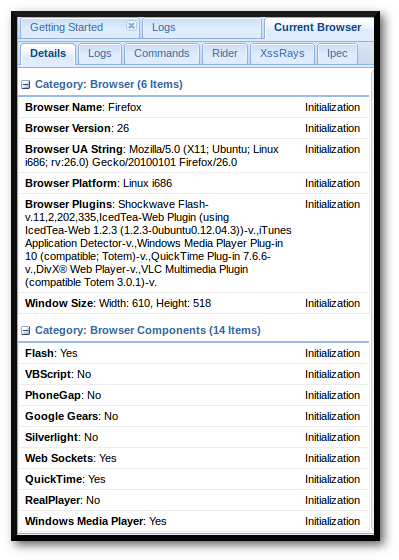 Getting Started Logs Current Browser
Details Logs Commands Rider XssRays Ipec
Category: Browser (6 Items)
Browser Name: Firefox Initialization
Browser Version: 26 Initialization
Browser UA String: Mozilla/5.0 (X11; Ubuntu; Linux Initialization
i686; rv:26.0) Gecko/20100101 Firefox/26.0
Browser Platform: Linux i686 Initialization
Browser Plugins: Shockwave Flash- Initialization
v.11,2,202,335,IcedTea-Web Plugin (using
IcedTea-Web 1.2.3 (1.2.3-0ubuntu0.12.04.3))-v.,iTunes
Application Detector-v.,Windows Media Player Plug-in
10 (compatible; Totem)-v.,QuickTime Plug-in 7.6.6-
v.,DivX® Web Player-v.,VLC Multimedia Plugin
(compatible Totem 3.0.1)-v.
Window Size: Width: 610, Height: 518 Initialization
Category: Browser Components (14 Items)
Flash: Yes Initialization
VBScript: No Initialization
PhoneGap: No Initialization
Google Gears: No Initialization
Silverlight: No Initialization
Web Sockets: Yes Initialization
QuickTime: Yes Initialization
RealPlayer: No Initialization
Windows Media Player: Yes Initialization